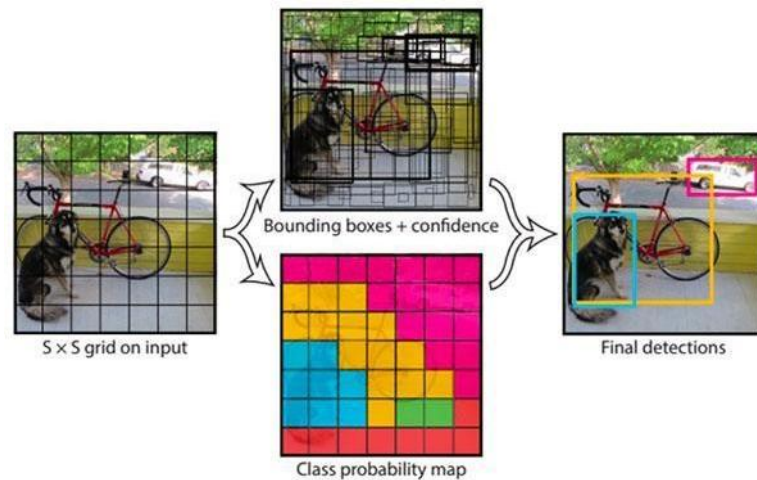 Bounding boxes + confidence
S × S grid on input
Final detections
Class probability map